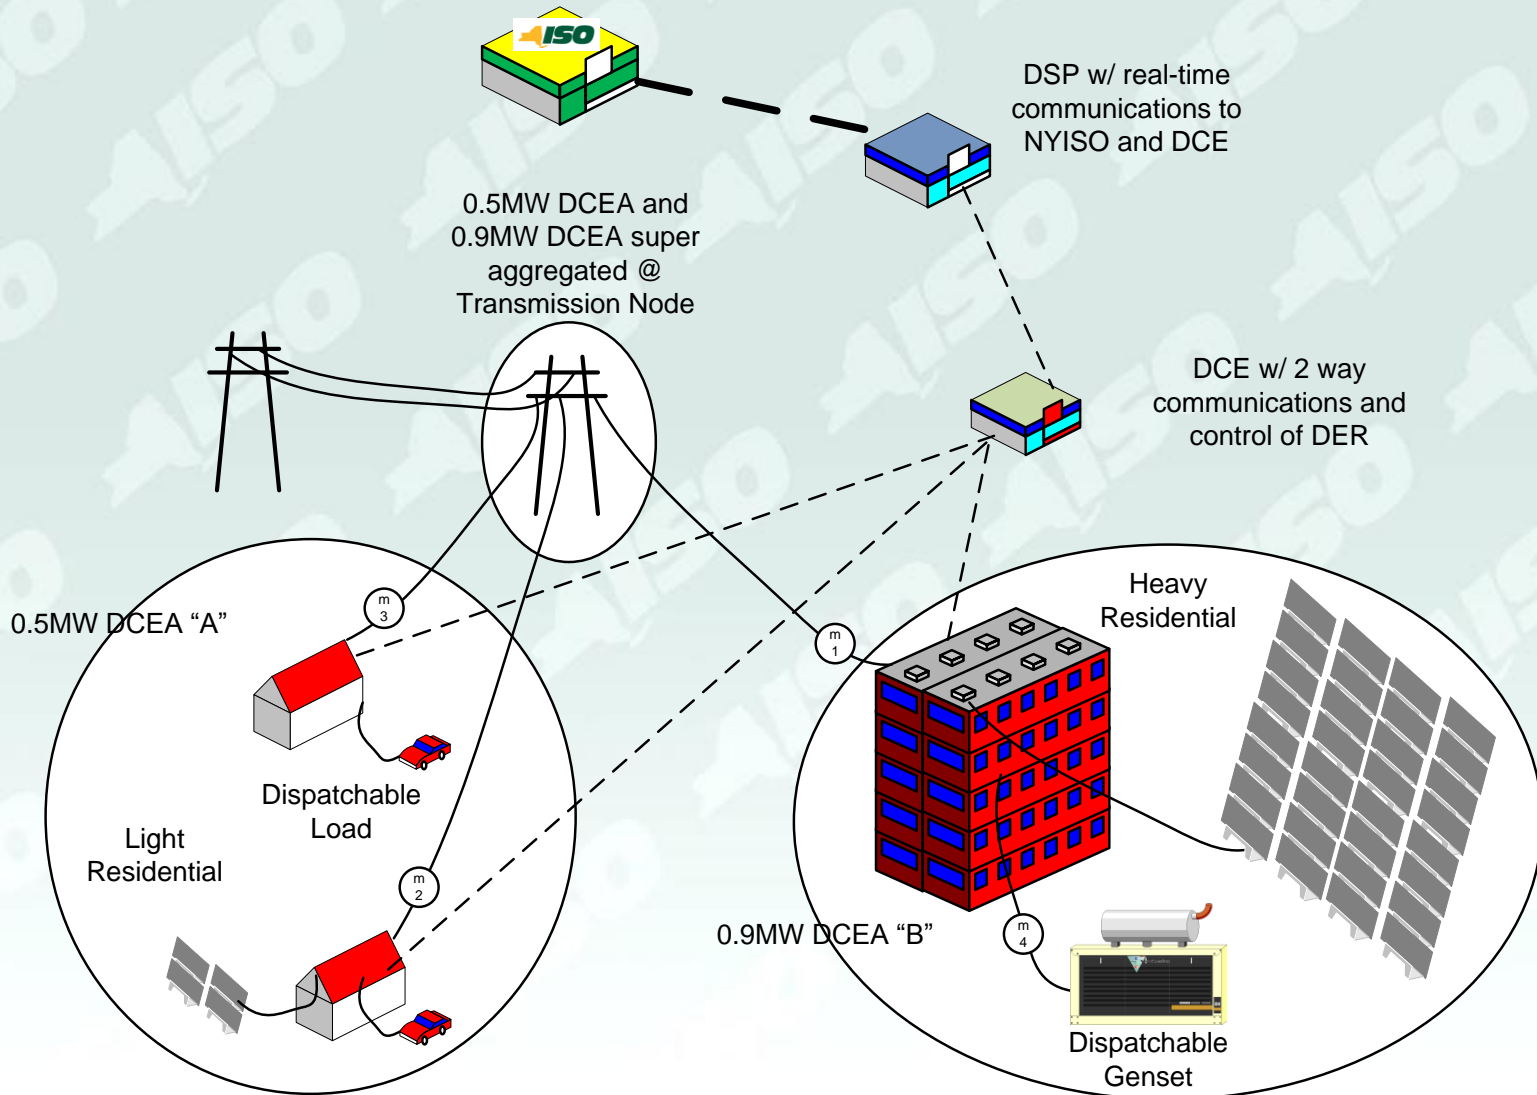 ISO
DSP w/ real-time
communications to
NYISO and DCE
0.5MW DCEA and
0.9MW DCEA super
aggregated @
Transmission Node
DCE w/ 2 way
communications and
control of DER
0.5MW DCEA “A”
m
3
Dispatchable
Load
Light
Residential
m
2
m
1
Heavy
Residential
0.9MW DCEA “B”
m
4
Dispatchable
Genset